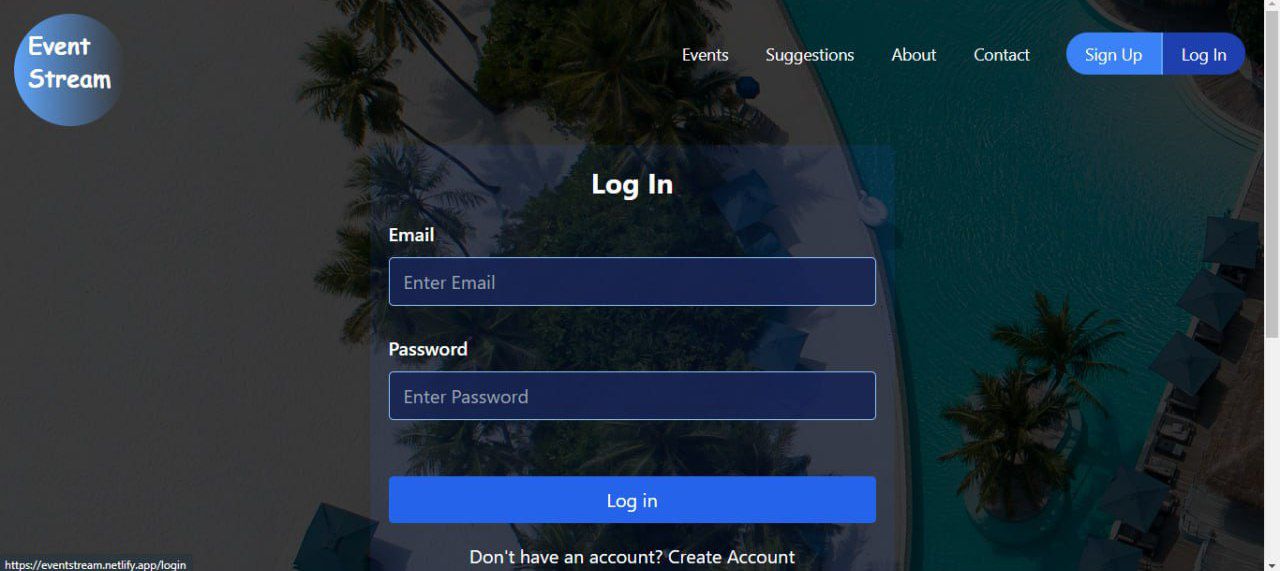 Event
Stream
Events Suggestions About Contact Sign Up Log In
Log In
Email
Enter Email
Password
Enter Password
Log in
Don't have an account? Create Account
https://eventstream.netlify.app/login